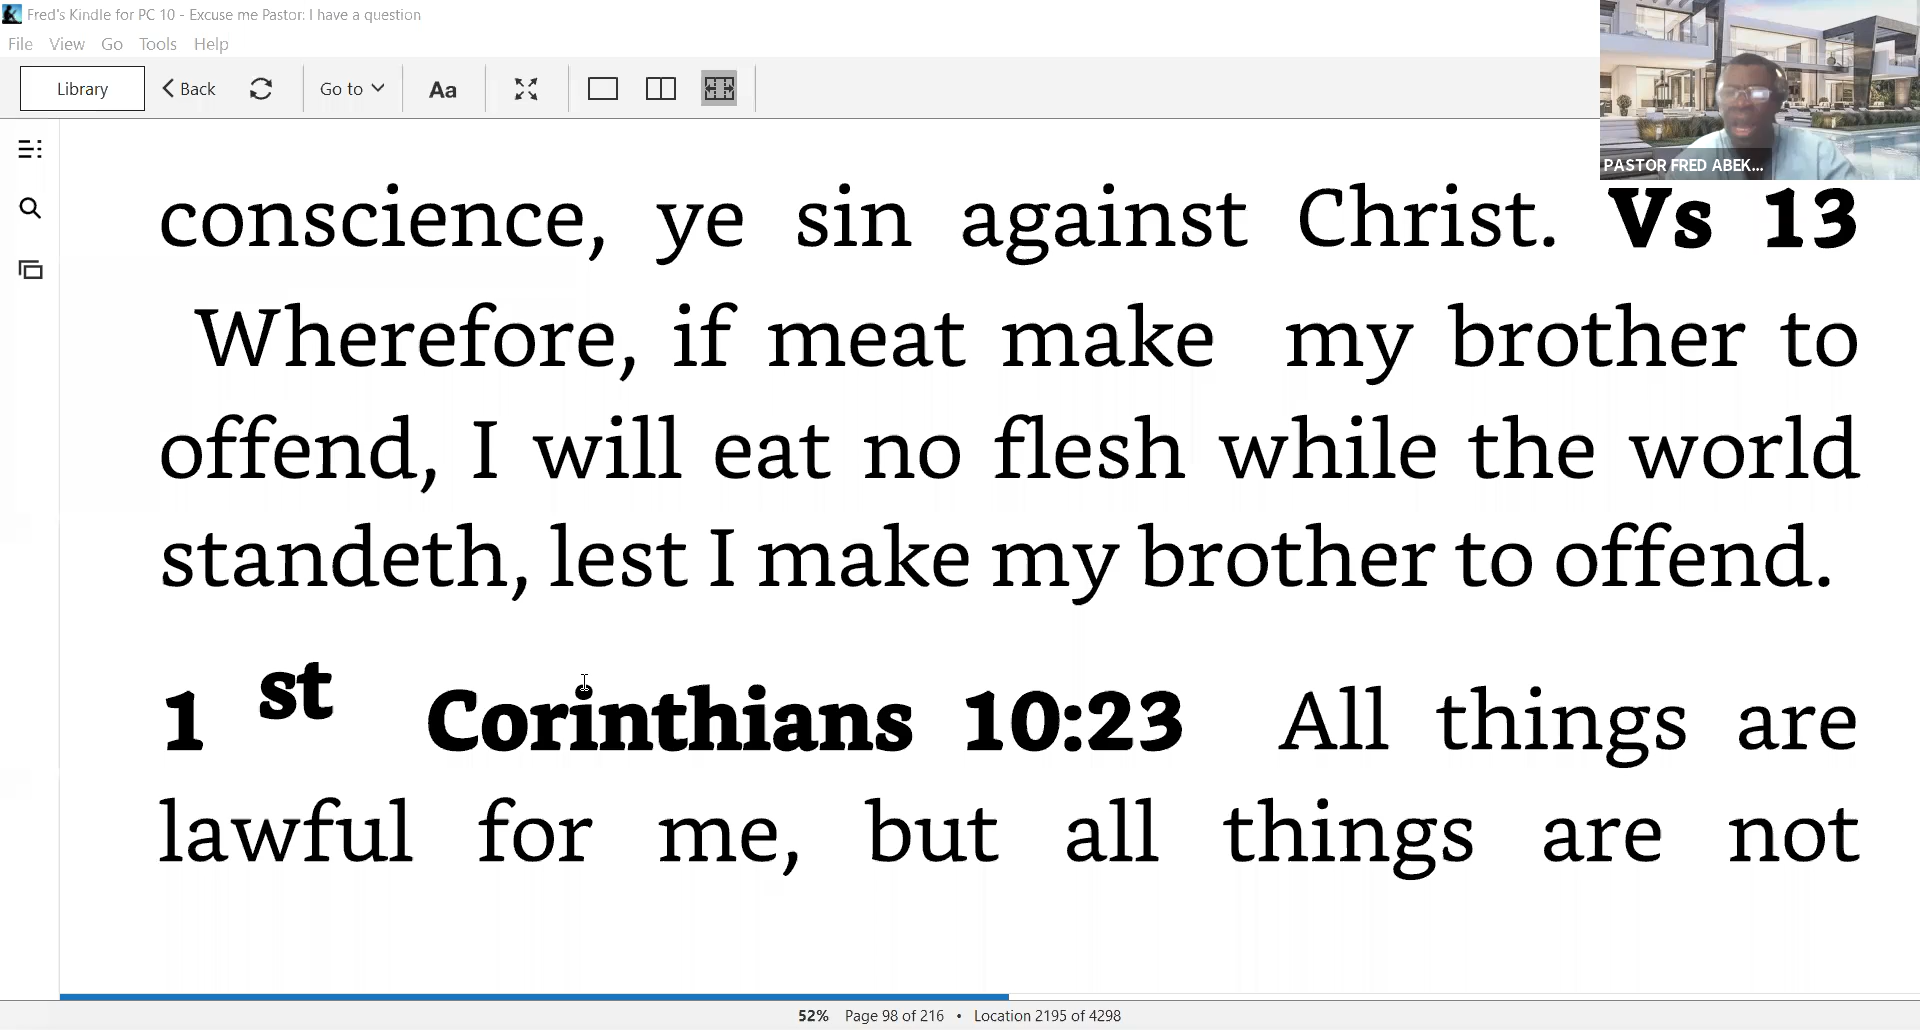 Fred's Kindle for PC 10 - Excuse me Pastor: I have a question
File View Go Tools Help
Library Back Go to Aa
PASTOR FRED ABEK...
conscience, ye sin against Christ. Vs 13
Wherefore, if meat make my brother to
offend, I will eat no flesh while the world
standeth, lest I make my brother to offend.
1 st Corinthians 10:23 All things are
lawful for me, but all things are not
52% Page 98 of 216 • Location 2195 of 4298